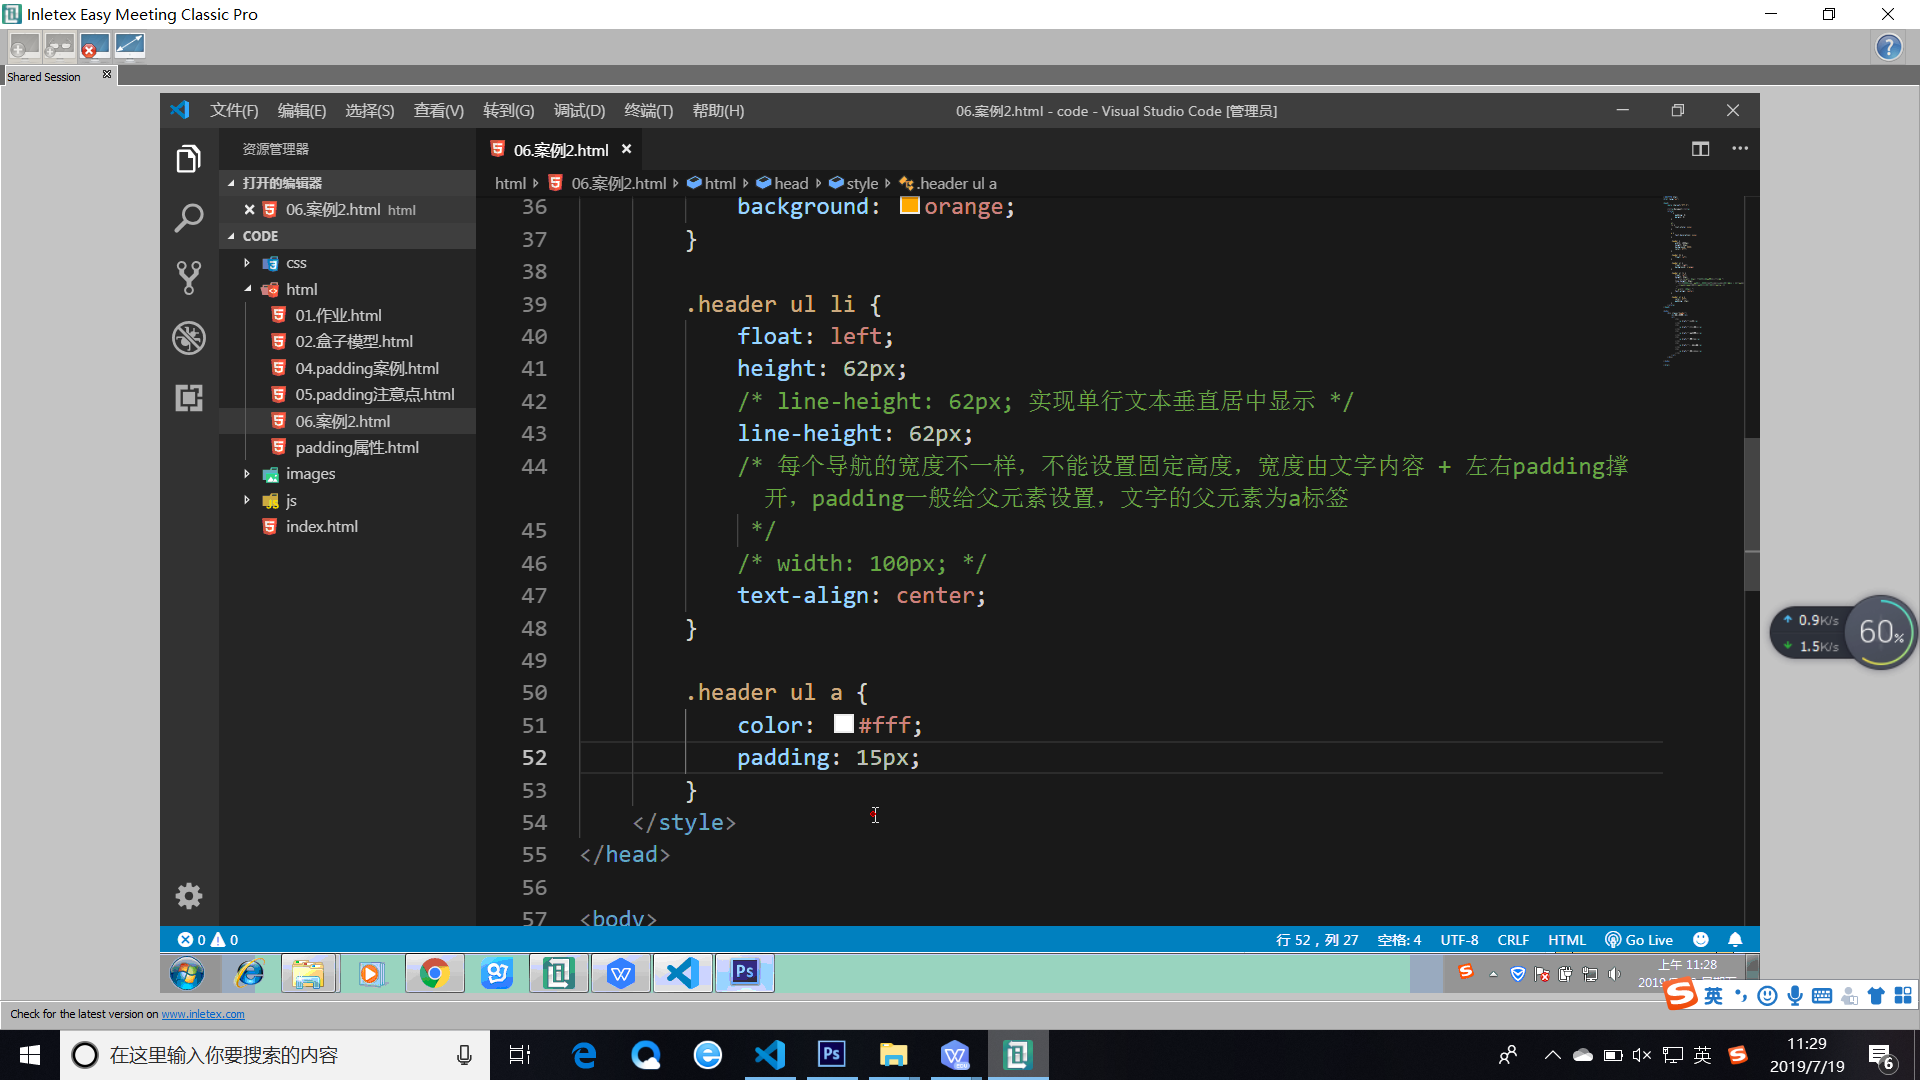 Inletex Easy Meeting Classic Pro
Shared Session
文件(F) 编辑(E) 选择(S) 查看(V) 转到(G) 调试(D) 终端(T) 帮助(H) 06.案例2.html - code - Visual Studio Code [管理员]
资源管理器
06.案例2.html
打开的编辑器
html 06.案例2.html html head style .header ul a
06.案例2.html html
CODE
css
html
01.作业.html
02.盒子模型.html
04.padding案例.html
05.padding注意点.html
06.案例2.html
padding属性.html
images
js
index.html
36 background: orange;
37 }
38
39 .header ul li {
40 float: left;
41 height: 62px;
42 /* line-height: 62px; 实现单行文本垂直居中显示 */
43 line-height: 62px;
44 /* 每个导航的宽度不一样，不能设置固定高度，宽度由文字内容 + 左右padding撑
开，padding一般给父元素设置，文字的父元素为a标签
45 */
46 /* width: 100px; */
47 text-align: center;
48 }
49
50 .header ul a {
51 color: #fff;
52 padding: 15px;
53 }
54 </style>
55 </head>
56
57 <body>
0.9K/s
1.5K/s
60%
0 0
行 52，列 27 空格: 4 UTF-8 CRLF HTML Go Live
上午 11:28
英
Check for the latest version on www.inletex.com
在这里输入你要搜索的内容
英
11:29
2019/7/19
6